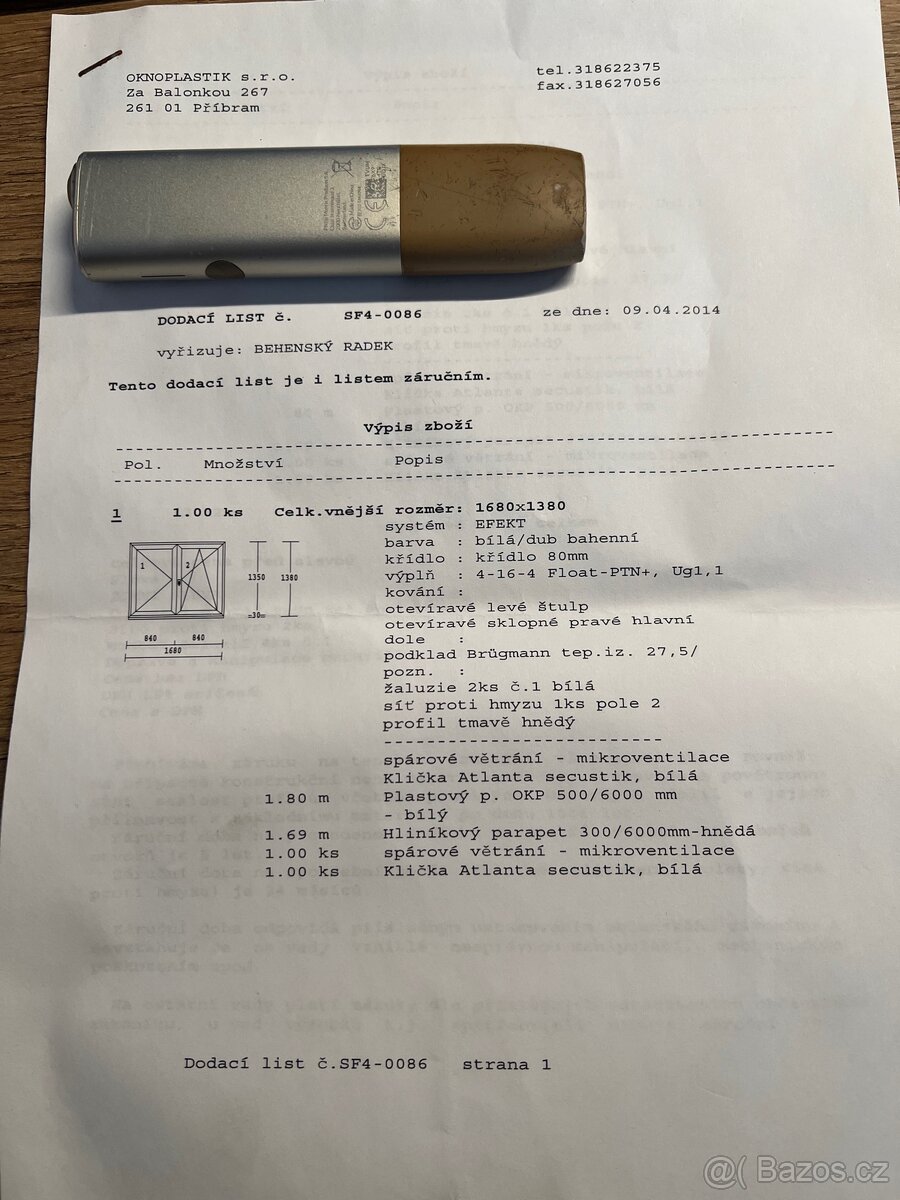 OKNOPLASTIK s.r.o.
Za Balonkou 267
261 01 Příbram
tel.318622375
fax.318627056
DODACÍ LIST č. SF4-0086 ze dne: 09.04.2014
vyřizuje: BEHENSKÝ RADEK
Tento dodací list je i listem záručním.
Výpis zboží
Pol. Množství Popis
1 1.00 ks Celk.vnější rozměr: 1680x1380
systém : EFEKT
barva : bílá/dub bahenní
křídlo : křídlo 80mm
výplň : 4-16-4 Float-PTN+, Ug1,1
kování :
otevíravé levé štulp
otevíravé sklopné pravé hlavní
dole :
podklad Brügmann tep.iz. 27,5/
pozn. :
žaluzie 2ks č.1 bílá
síť proti hmyzu 1ks pole 2
profil tmavě hnědý
1 2
1350 1380
=30=
840 840
1680
spárové větrání - mikroventilace
Klička Atlanta secustik, bílá
1.80 m Plastový p. OKP 500/6000 mm
- bílý
1.69 m Hliníkový parapet 300/6000mm-hnědá
1.00 ks spárové větrání - mikroventilace
1.00 ks Klička Atlanta secustik, bílá
Dodací list č.SF4-0086 strana 1
@( Bazos.cz